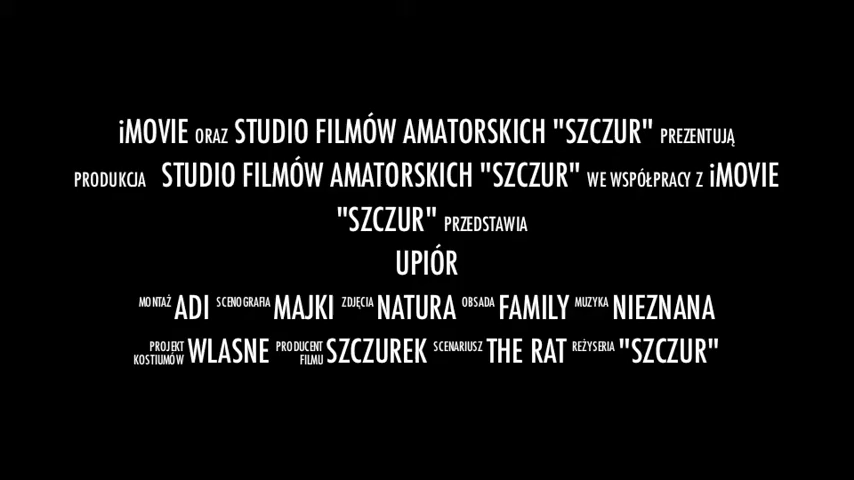 iMOVIE ORAZ STUDIO FILMÓW AMATORSKICH "SZCZUR" PREZENTUJĄ
PRODUKCJA STUDIO FILMÓW AMATORSKICH "SZCZUR" WE WSPÓŁPRACY Z iMOVIE
"SZCZUR" PRZEDSTAWIA
UPIÓR
MONTAŻ ADI SCENOGRAFIA MAJKI ZDJĘCIA NATURA OBSADA FAMILY MUZYKA NIEZNANA
PROJEKT KOSTIUMÓW WLASNE PRODUCENT FILMU SZCZUREK SCENARIUSZ THE RAT REŻYSERIA "SZCZUR"